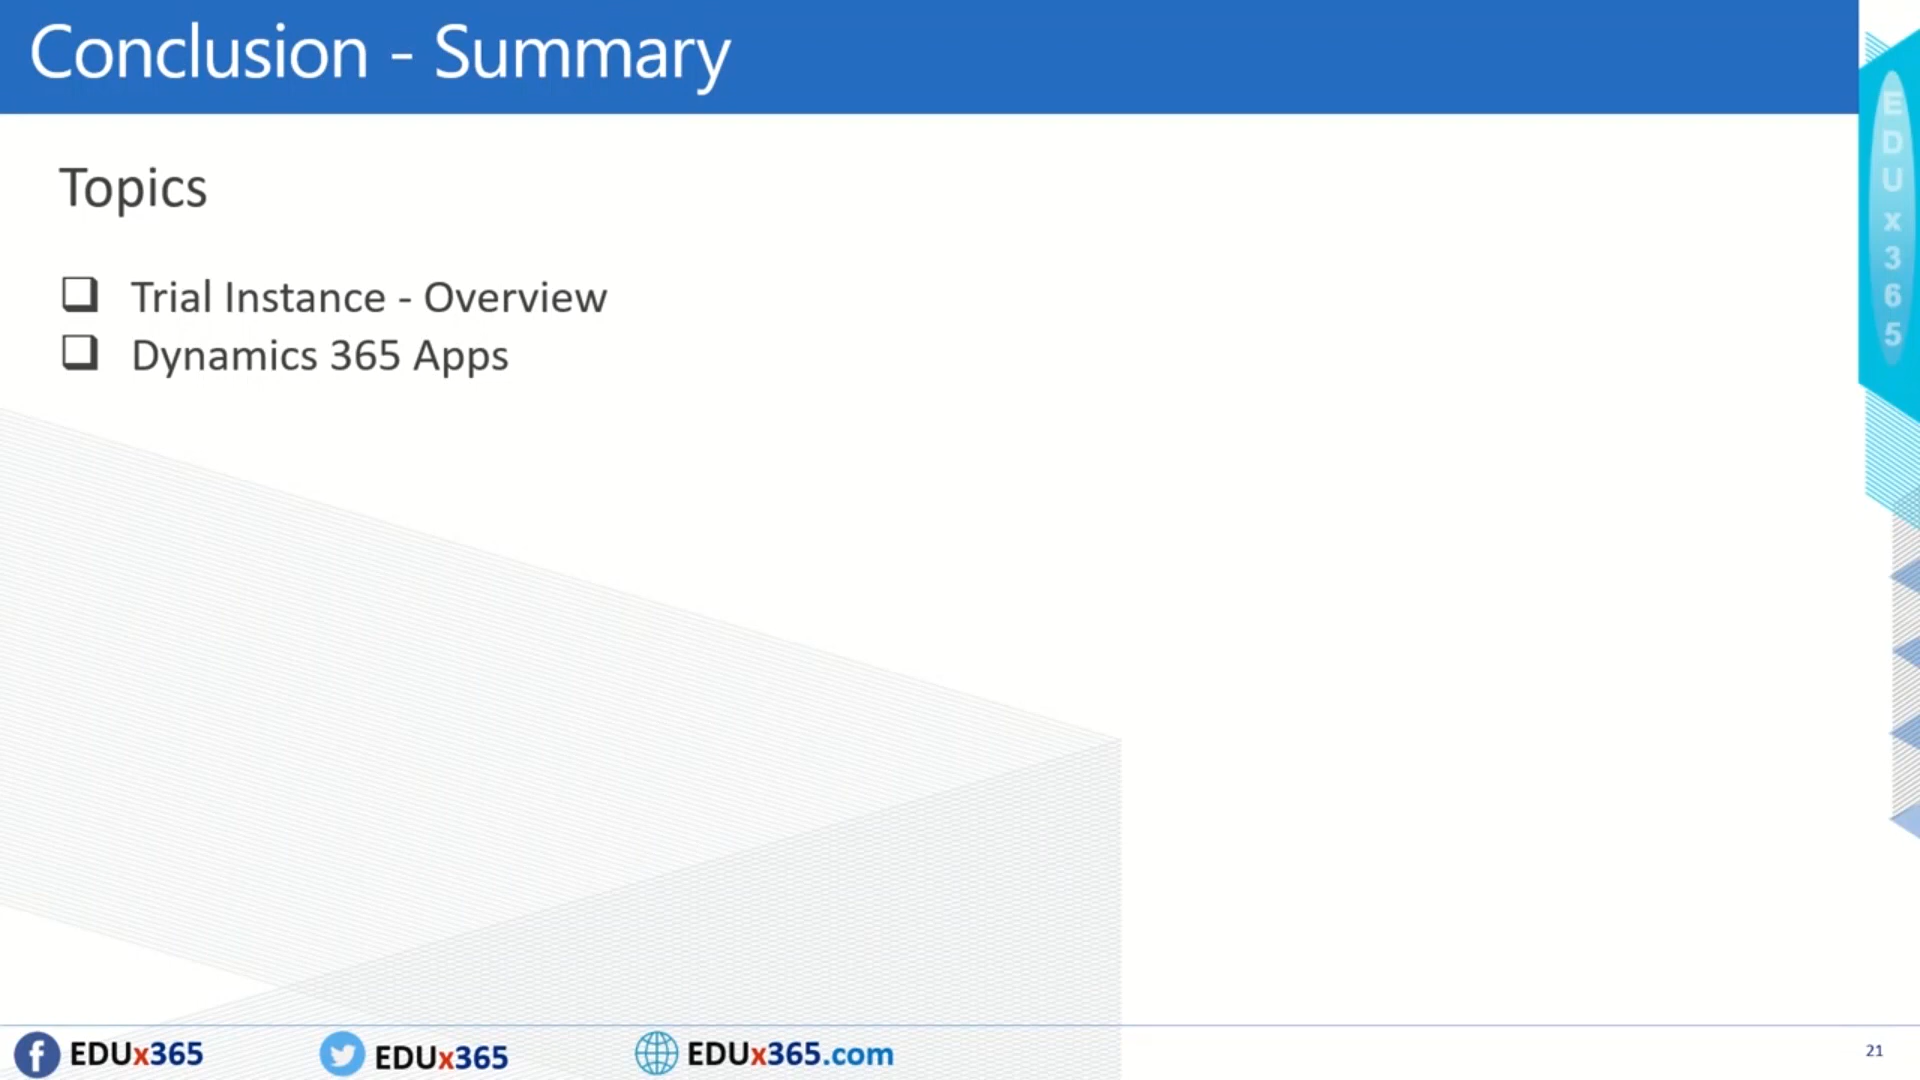 Conclusion - Summary
Topics
Trial Instance - Overview
Dynamics 365 Apps
EDUx365
EDUx365
EDUx365
EDUx365.com
21